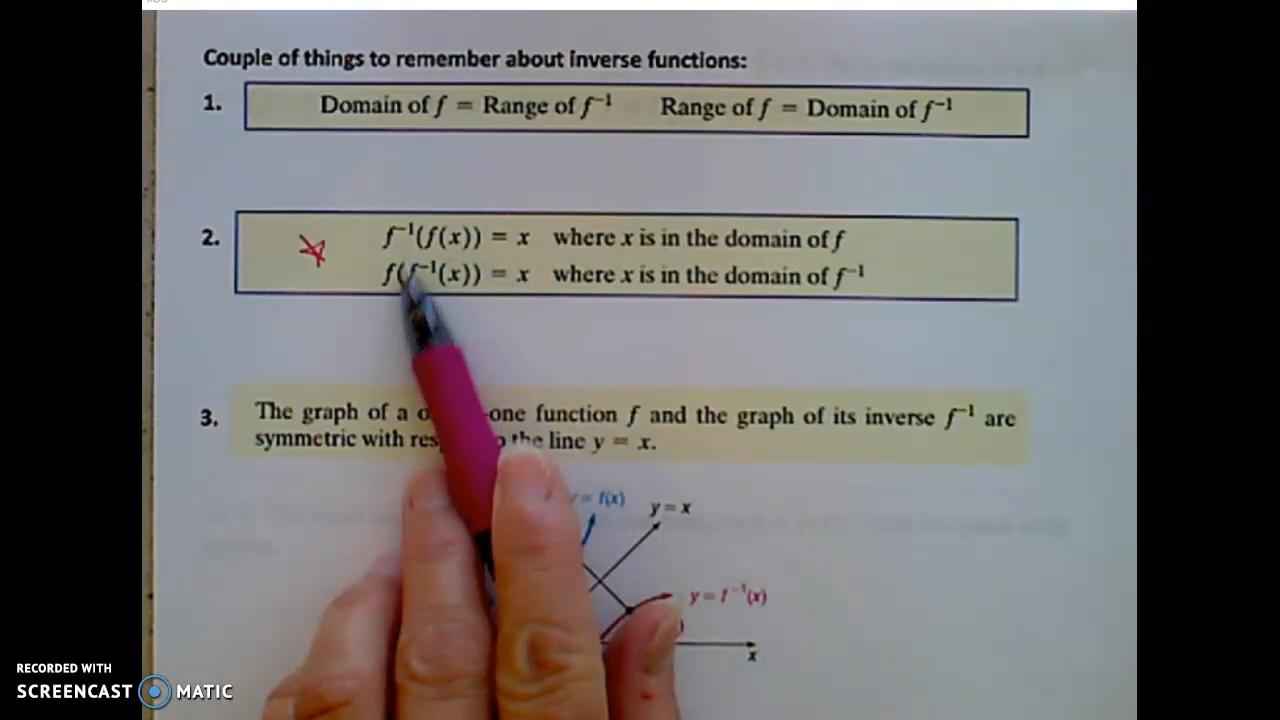 Couple of things to remember about inverse functions:
1. Domain of f = Range of f⁻¹ Range of f = Domain of f⁻¹
2. f⁻¹(f(x)) = x where x is in the domain of f
f(f⁻¹(x)) = x where x is in the domain of f⁻¹
3. The graph of a one function f and the graph of its inverse f⁻¹ are
symmetric with the line y = x.
= f(x)
y = x
y = f⁻¹(x)
x
RECORDED WITH
SCREENCAST MATIC